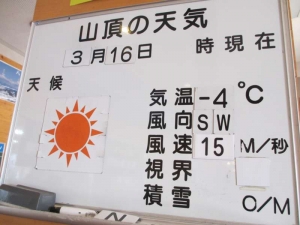 山頂の天気
3月16日 時現在
天候
気温 -4℃
風向 SW
風速 15 M/秒
視界
積雪 0/M